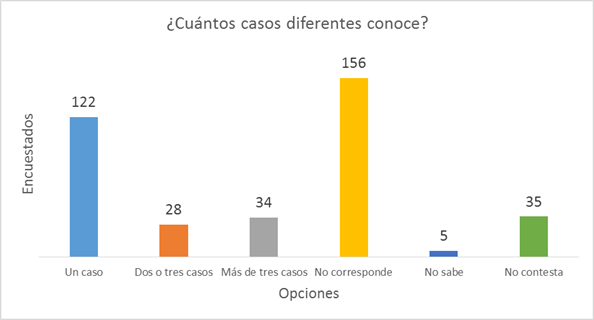 ¿Cuántos casos diferentes conoce?
156
122
28
34
5
35
Encuestados
Un caso
Dos o tres casos
Más de tres casos
No corresponde
No sabe
No contesta
Opciones